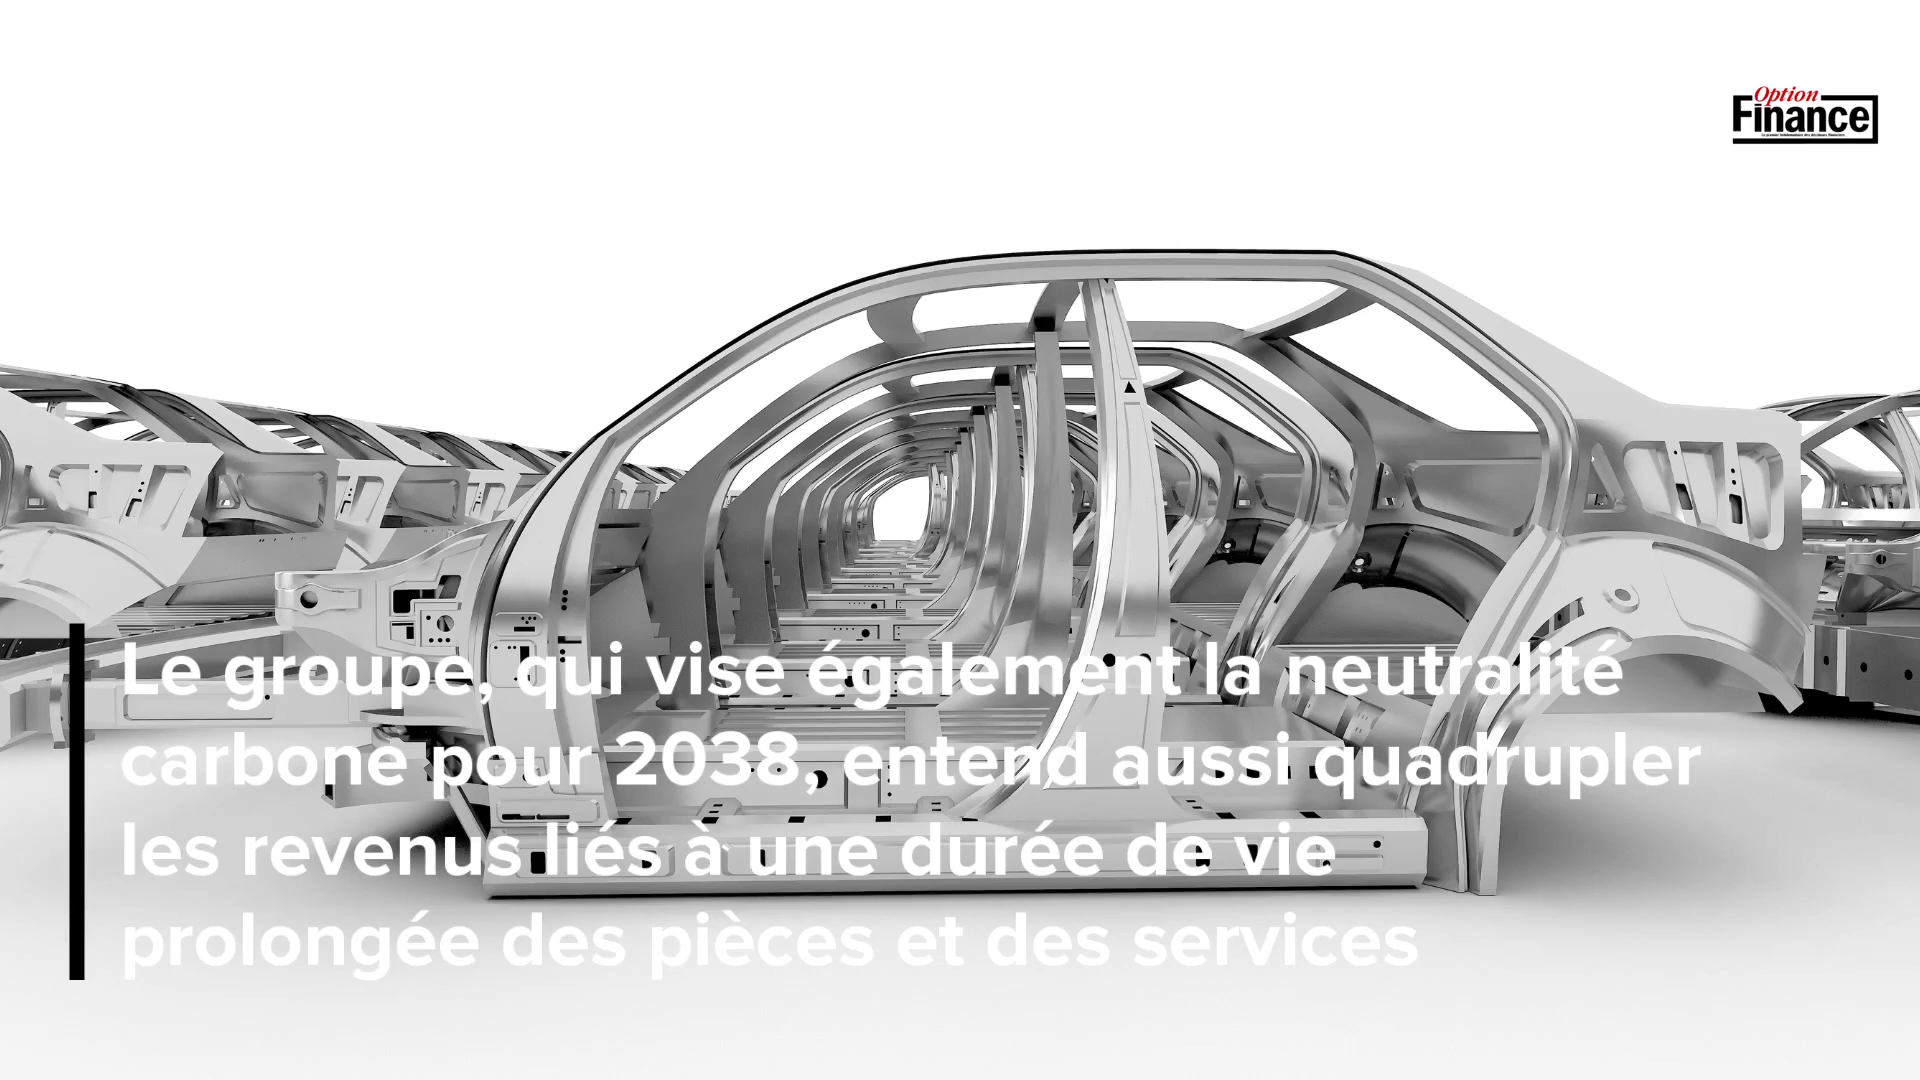 Option
Finance
Le groupe, qui vise également la neutralité
carbone pour 2038, entend aussi quadrupler
les revenus liés à une durée de vie
prolongée des pièces et des services